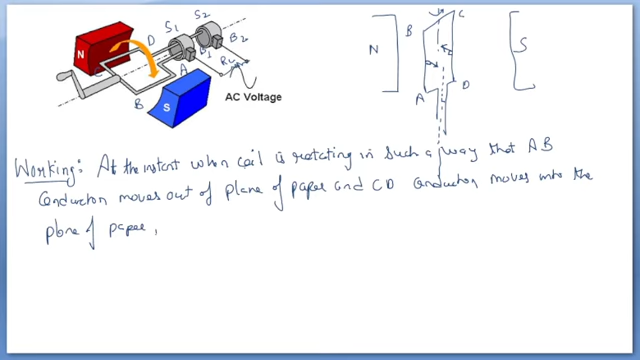 S1 S2
N D B1 B2
C A RL
B S AC Voltage
N B C S
A D
Working: At the instant when coil is rotating in such a way that AB
Conductor moves out of plane of paper and CD conductor moves into the
plane of paper,